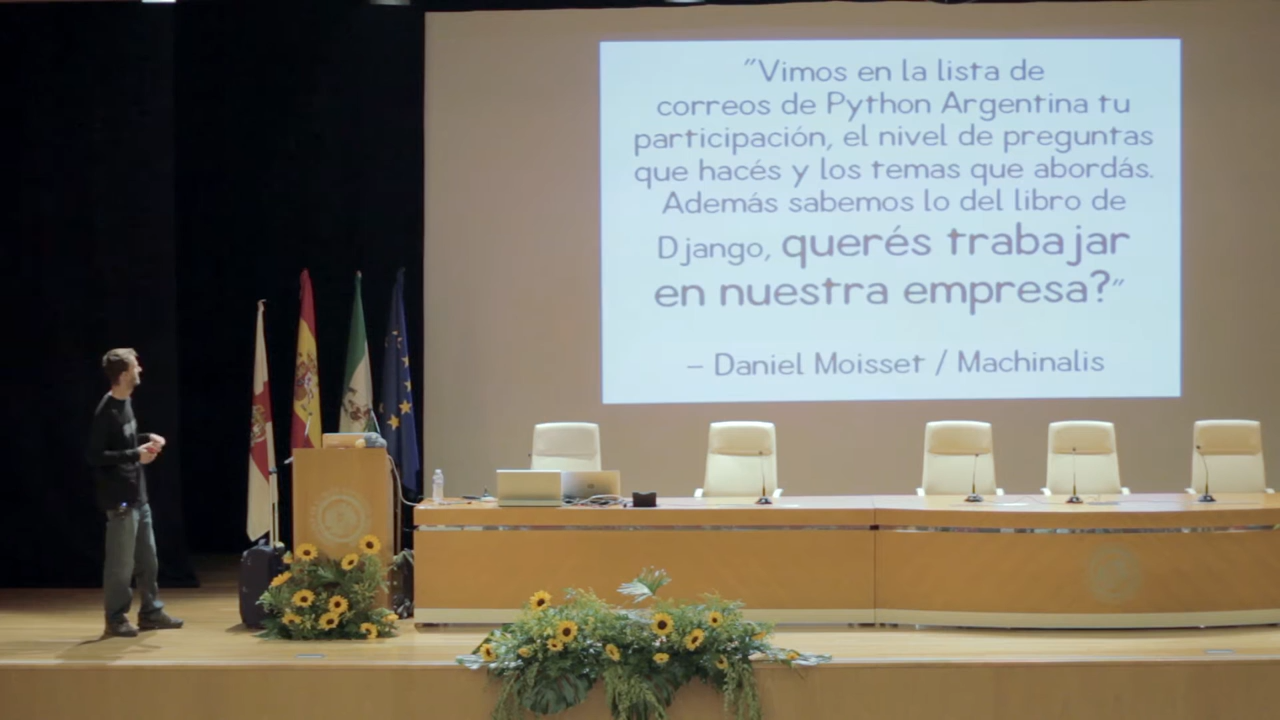 "Vimos en la lista de
correos de Python Argentina tu
participación, el nivel de preguntas
que hacés y los temas que abordás.
Además sabemos lo del libro de
Django, querés trabajar
en nuestra empresa?"
– Daniel Moisset / Machinalis